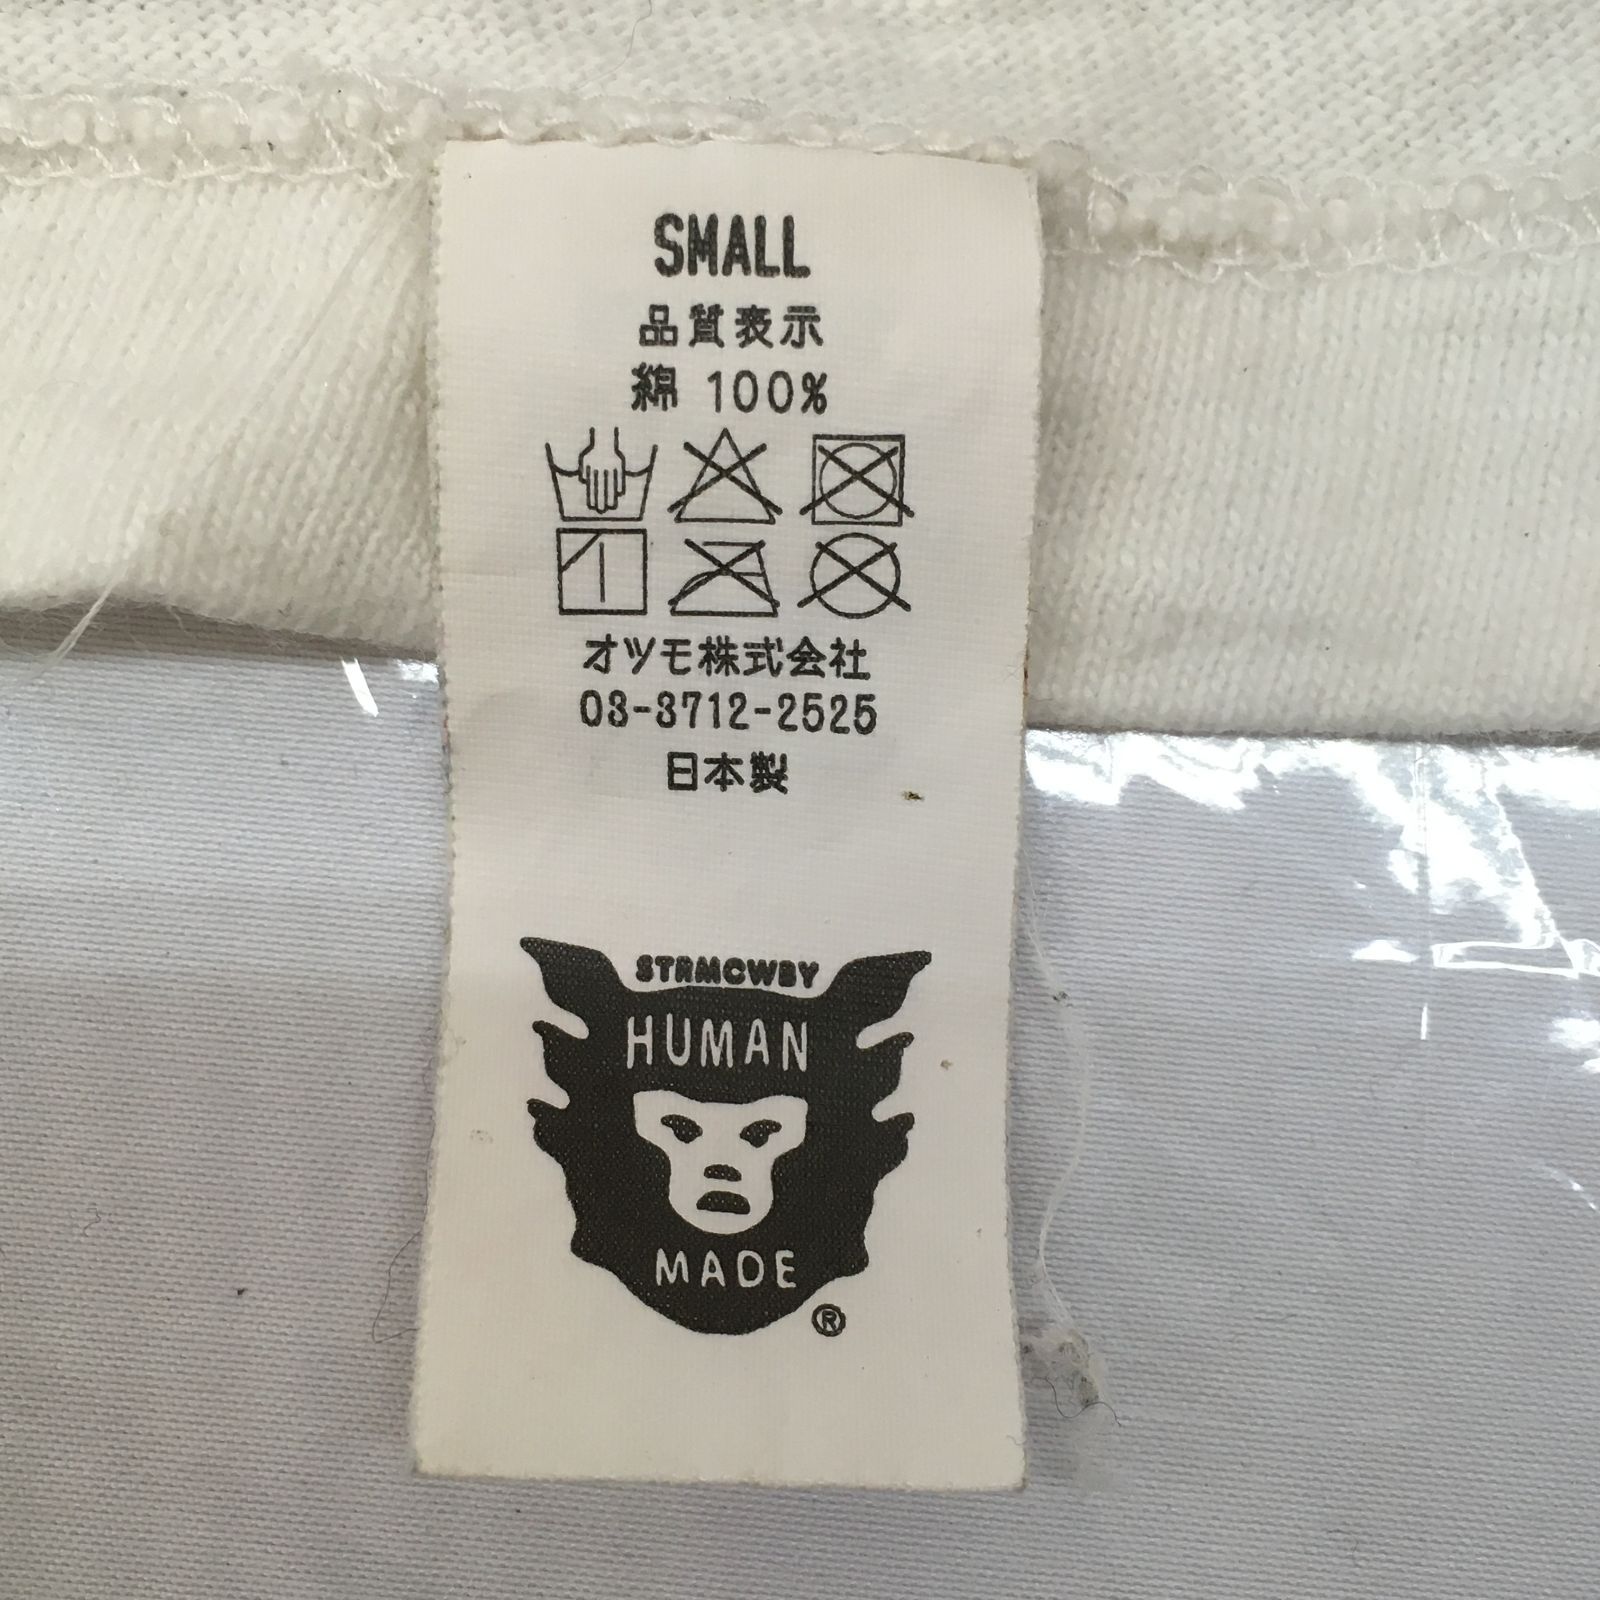 SMALL
品質表示
綿 100%
オツモ株式会社
03-3712-2525
日本製
STRMCWBY
HUMAN
MADE
®